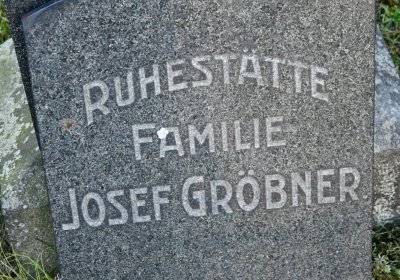 RUHESTÄTTE
FAMILIE
JOSEF GRÖBNER